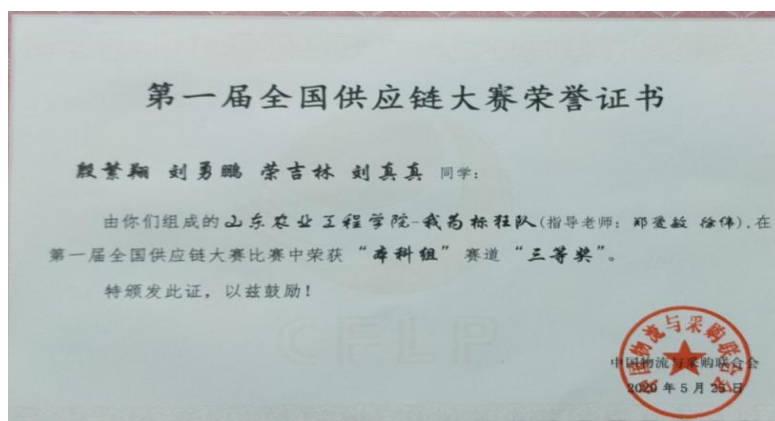 第一届全国供应链大赛荣誉证书
殷繁翔 刘勇鹏 荣吉林 刘真真 同学：
由你们组成的山东农业工程学院-我为标狂队(指导老师：郑爱敏 徐伟)，在
第一届全国供应链大赛比赛中荣获“本科组”赛道“三等奖”。
特颁发此证，以兹鼓励！
CFLP
中国物流与采购联合会
2020年5月25日